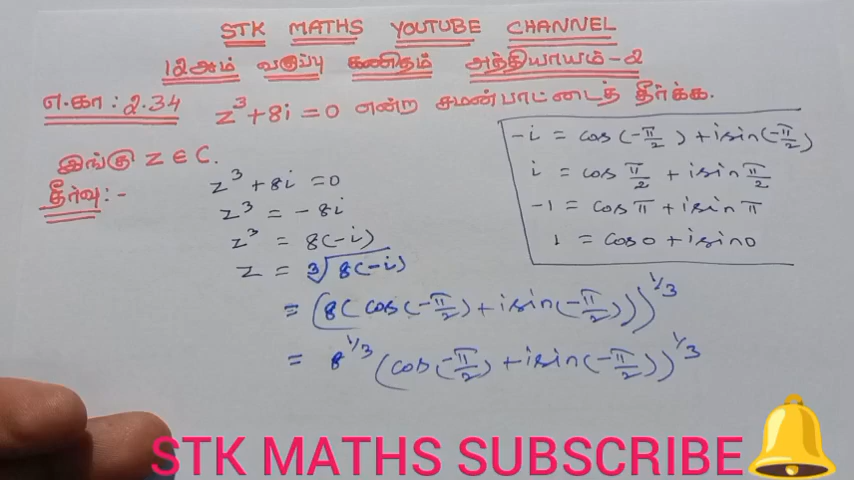 STK MATHS YOUTUBE CHANNEL
12ஆம் வகுப்பு கணிதம் அத்தியாயம் - 2
எ.கா : 2.34 z³ + 8i = 0 என்ற சமன்பாட்டைத் தீர்க்க.
இங்கு z ∈ C.
தீர்வு :-
z³ + 8i = 0
z³ = - 8i
z³ = 8(-i)
z = ∛8(-i)
= (8(cos(-π/2) + i sin(-π/2)))^1/3
= 8^1/3 (cos(-π/2) + i sin(-π/2))^1/3
-i = cos(-π/2) + i sin(-π/2)
i = cos π/2 + i sin π/2
-1 = cos π + i sin π
1 = cos 0 + i sin 0
STK MATHS SUBSCRIBE